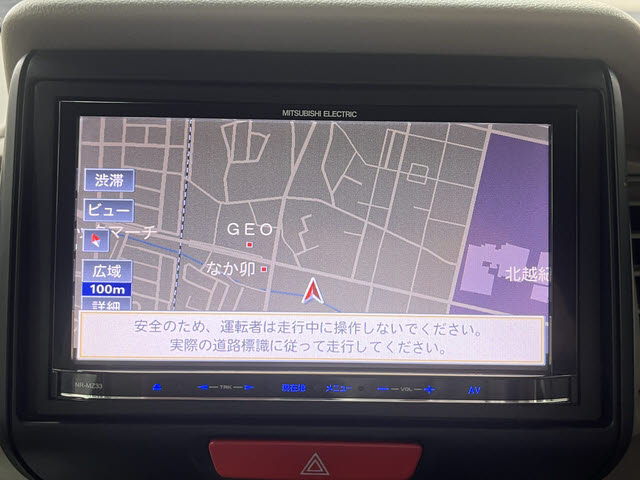 MITSUBISHI ELECTRIC
渋滞
ビュー
マーチ
GEO
広域
なか卯
100m
北越紀
詳細
安全のため、運転者は走行中に操作しないでください。
実際の道路標識に従って走行してください。
NR-MZ33
TRK
現在地
メニュー
VOL
AV